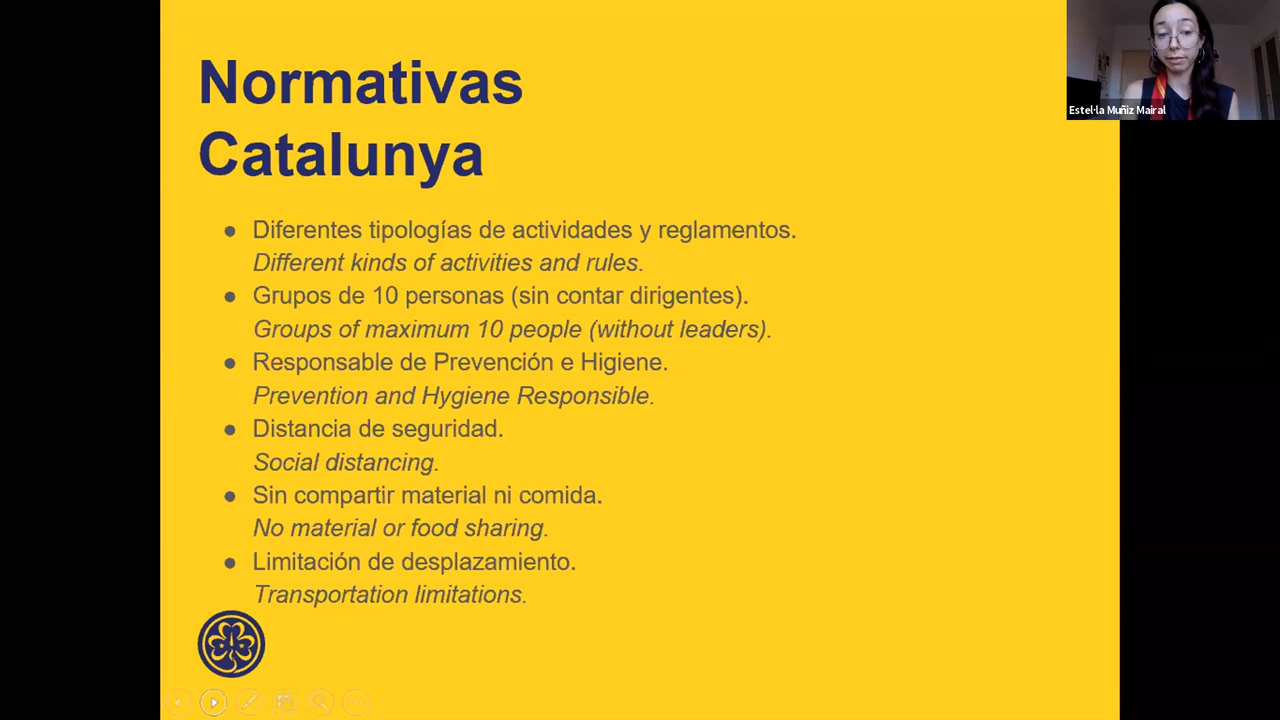 Normativas
Catalunya
Estel·la Muñiz Mairal
● Diferentes tipologías de actividades y reglamentos.
Different kinds of activities and rules.
● Grupos de 10 personas (sin contar dirigentes).
Groups of maximum 10 people (without leaders).
● Responsable de Prevención e Higiene.
Prevention and Hygiene Responsible.
● Distancia de seguridad.
Social distancing.
● Sin compartir material ni comida.
No material or food sharing.
● Limitación de desplazamiento.
Transportation limitations.